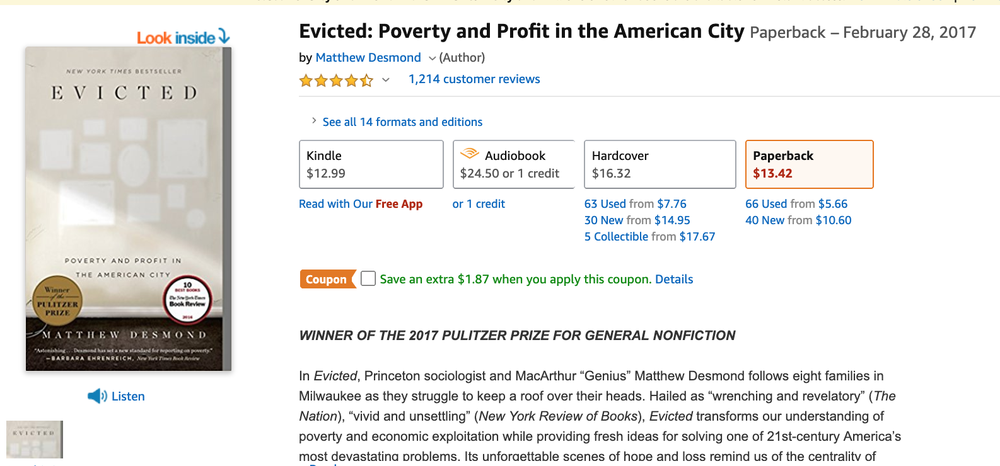 Look inside
NEW YORK TIMES BESTSELLER
EVICTED
POVERTY AND PROFIT IN
THE AMERICAN CITY
Winner
of the
PULITZER
PRIZE
10
BEST BOOKS
The New York Times
Book Review
2016
MATTHEW DESMOND
"Astonishing . . . Desmond has set a new standard for reporting on poverty."
—BARBARA EHRENREICH, New York Times Book Review
Listen
EVICTED
Evicted: Poverty and Profit in the American City Paperback – February 28, 2017
by Matthew Desmond (Author)
1,214 customer reviews
See all 14 formats and editions
Kindle
$12.99
Read with Our Free App
Audiobook
$24.50 or 1 credit
or 1 credit
Hardcover
$16.32
63 Used from $7.76
30 New from $14.95
5 Collectible from $17.67
Paperback
$13.42
66 Used from $5.66
40 New from $10.60
Coupon Save an extra $1.87 when you apply this coupon. Details
WINNER OF THE 2017 PULITZER PRIZE FOR GENERAL NONFICTION
In Evicted, Princeton sociologist and MacArthur “Genius” Matthew Desmond follows eight families in
Milwaukee as they struggle to keep a roof over their heads. Hailed as “wrenching and revelatory” (The
Nation), “vivid and unsettling” (New York Review of Books), Evicted transforms our understanding of
poverty and economic exploitation while providing fresh ideas for solving one of 21st-century America’s
most devastating problems. Its unforgettable scenes of hope and loss remind us of the centrality of